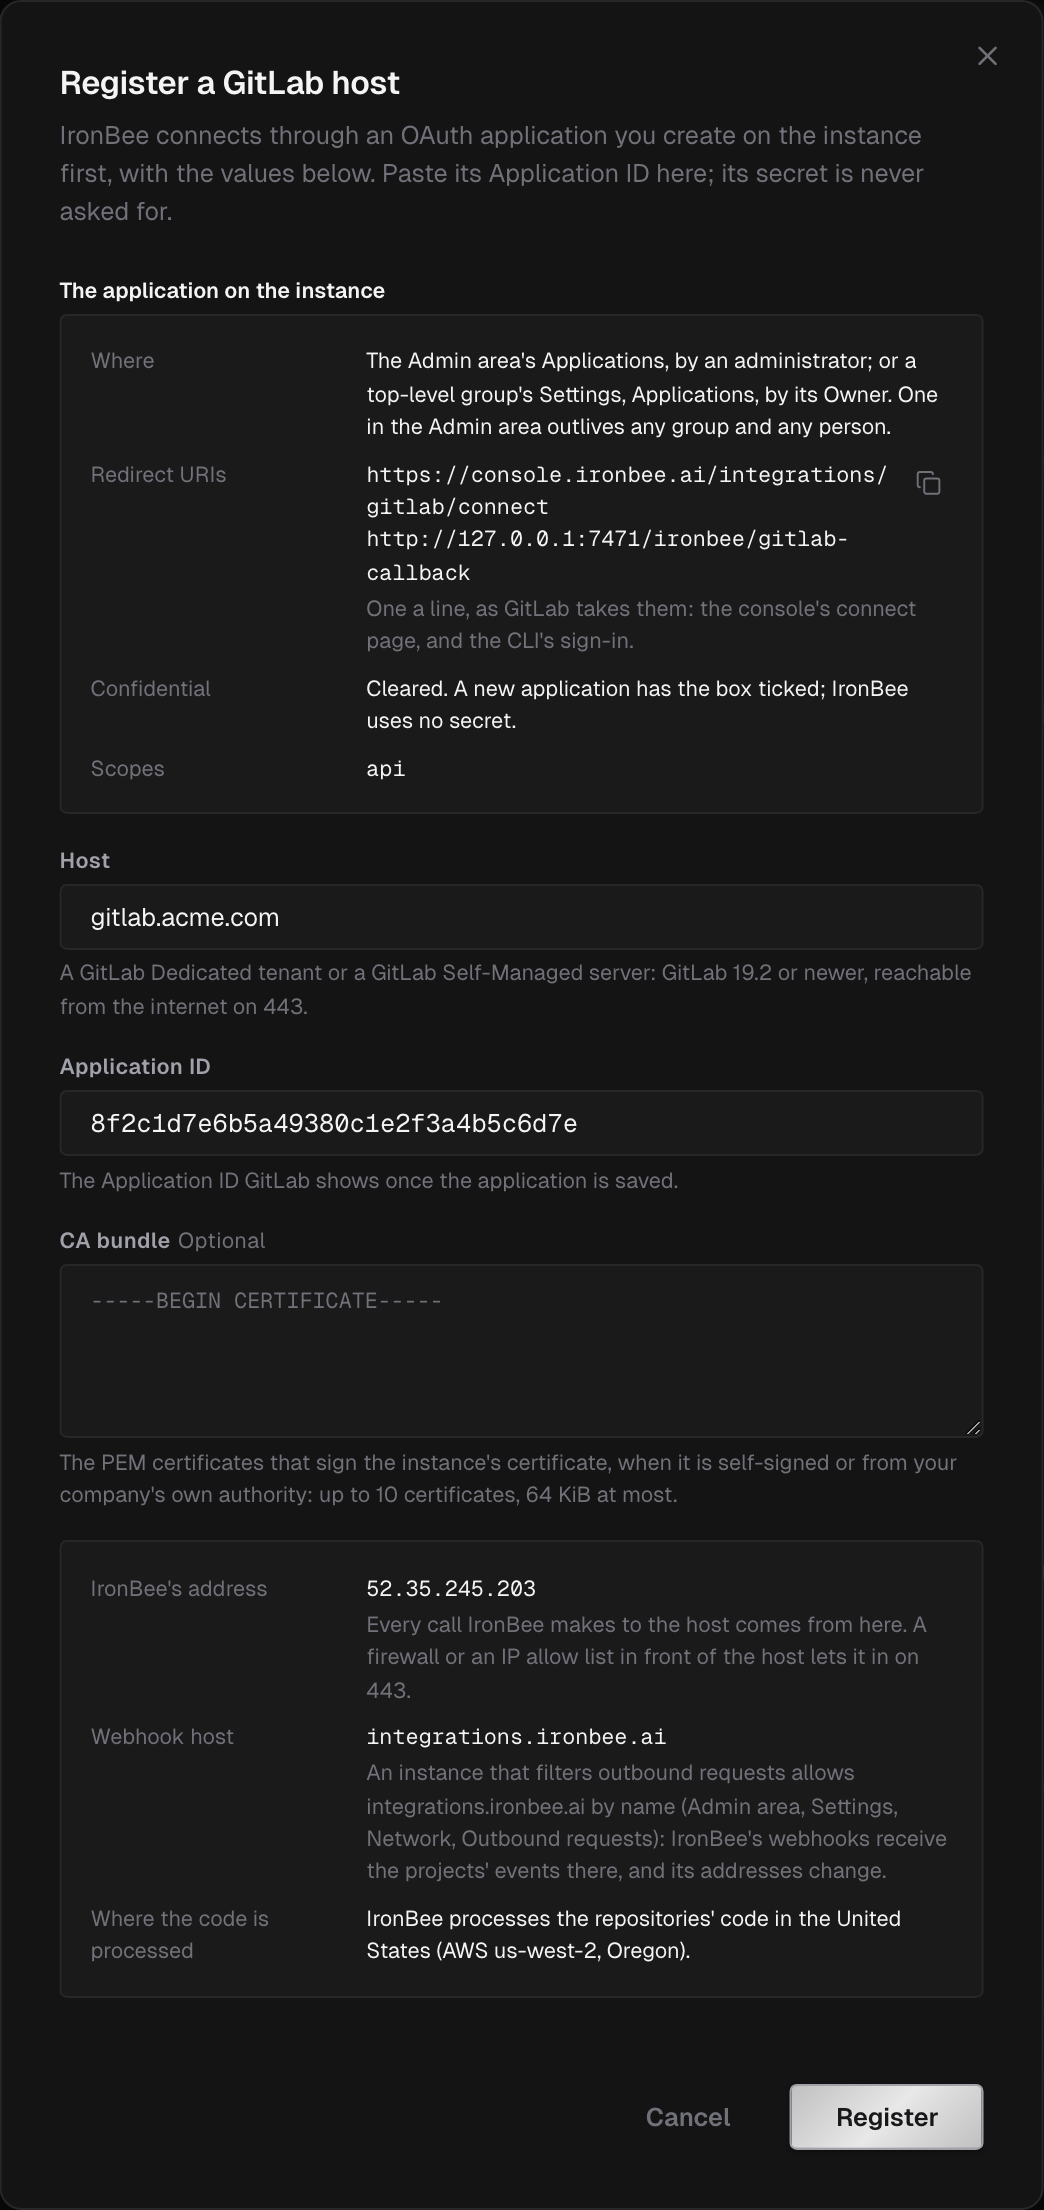 Register a GitLab host
IronBee connects through an OAuth application you create on the instance
first, with the values below. Paste its Application ID here; its secret is never
asked for.
The application on the instance
Where
The Admin area's Applications, by an administrator; or a
top-level group's Settings, Applications, by its Owner. One
in the Admin area outlives any group and any person.
Redirect URIs
https://console.ironbee.ai/integrations/
gitlab/connect
http://127.0.0.1:7471/ironbee/gitlab-
callback
One a line, as GitLab takes them: the console's connect
page, and the CLI's sign-in.
Confidential
Cleared. A new application has the box ticked; IronBee
uses no secret.
Scopes
api
Host
gitlab.acme.com
A GitLab Dedicated tenant or a GitLab Self-Managed server: GitLab 19.2 or newer, reachable
from the internet on 443.
Application ID
8f2c1d7e6b5a49380c1e2f3a4b5c6d7e
The Application ID GitLab shows once the application is saved.
CA bundle Optional
-----BEGIN CERTIFICATE-----
The PEM certificates that sign the instance's certificate, when it is self-signed or from your
company's own authority: up to 10 certificates, 64 KiB at most.
IronBee's address
52.35.245.203
Every call IronBee makes to the host comes from here. A
firewall or an IP allow list in front of the host lets it in on
443.
Webhook host
integrations.ironbee.ai
An instance that filters outbound requests allows
integrations.ironbee.ai by name (Admin area, Settings,
Network, Outbound requests): IronBee's webhooks receive
the projects' events there, and its addresses change.
Where the code is
processed
IronBee processes the repositories' code in the United
States (AWS us-west-2, Oregon).
Cancel
Register